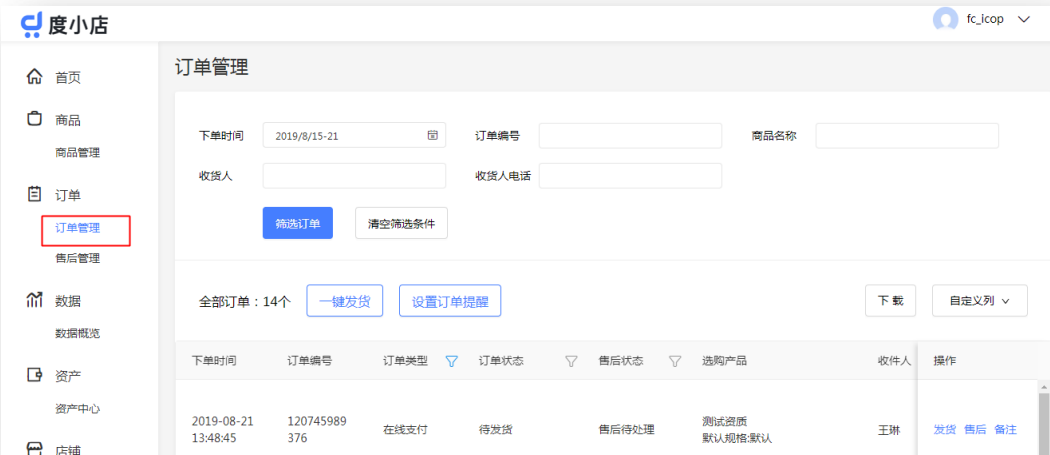 度小店
fc_icop
首页
商品
商品管理
订单
订单管理
售后管理
数据
数据概览
资产
资产中心
店铺
订单管理
下单时间 2019/8/15-21 订单编号 商品名称
收货人 收货人电话
筛选订单 清空筛选条件
全部订单：14个 一键发货 设置订单提醒 下载 自定义列
下单时间 订单编号 订单类型 订单状态 售后状态 选购产品 收件人 操作
2019-08-21 120745989 测试资质
13:48:45 376 在线支付 待发货 售后待处理 默认规格:默认 王琳 发货 售后 备注